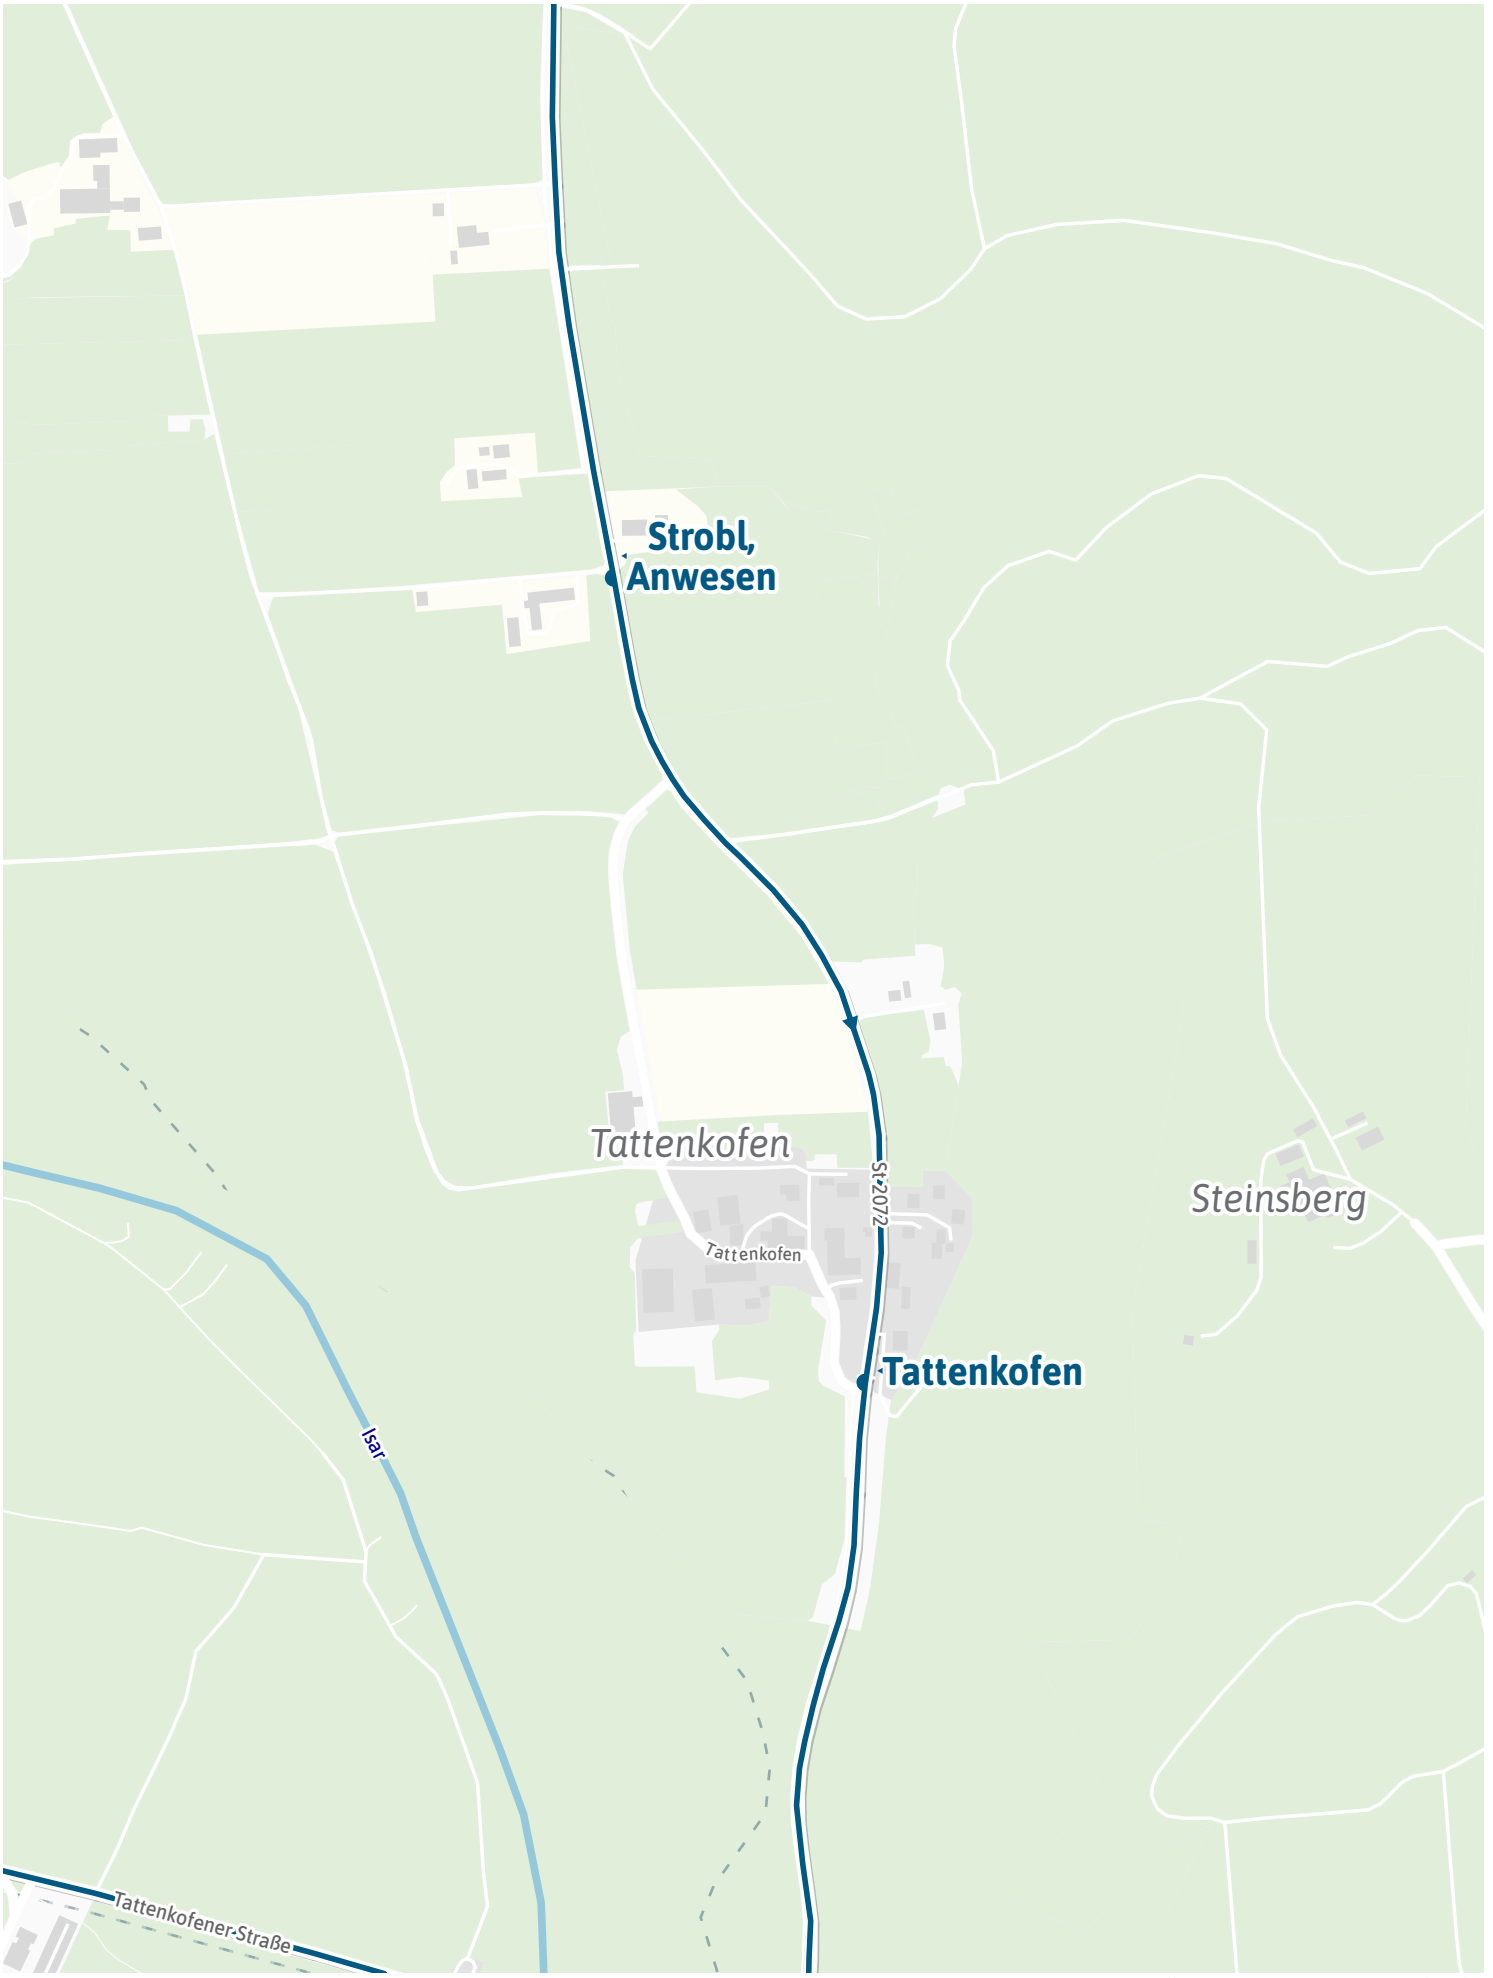 Strobl,
Anwesen
Tattenkofen
St 2072
Steinsberg
Tattenkofen
Tattenkofen
Isar
Tattenkofener Straße